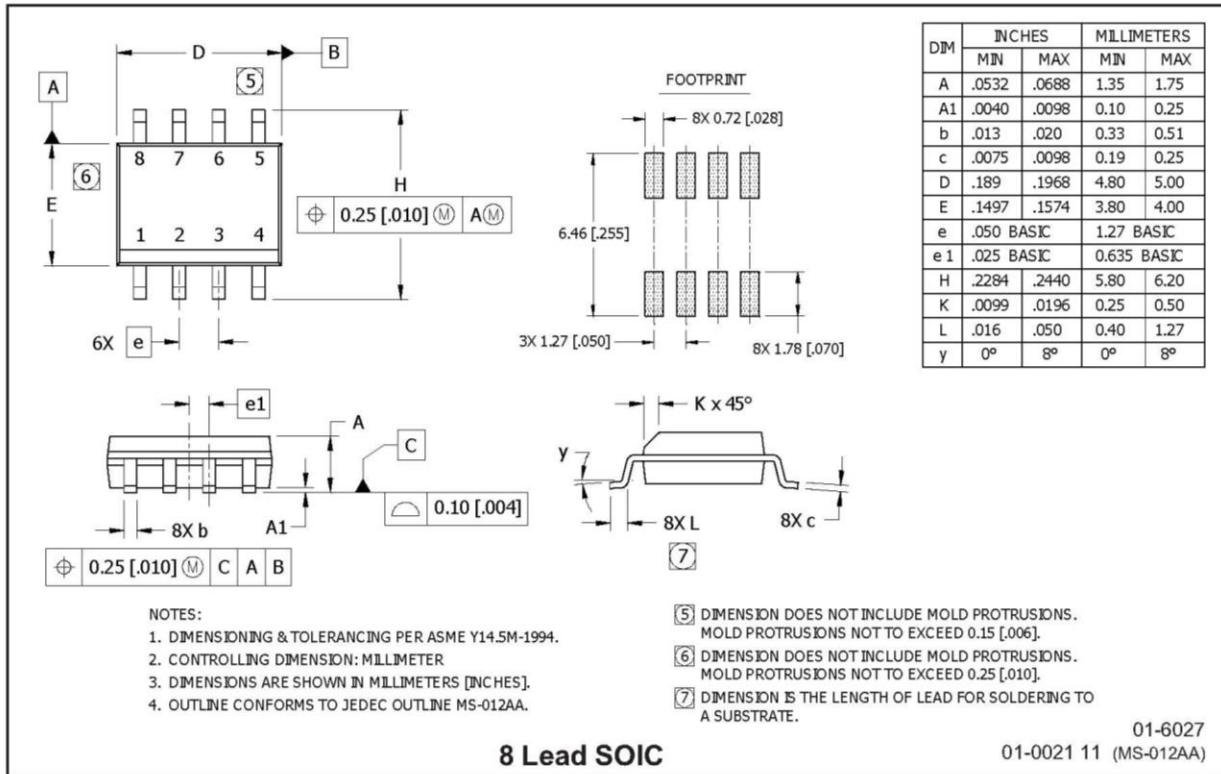 D
B
5
A
8 7 6 5
6
E
H
⌖ 0.25 [.010] Ⓜ AⓂ
1 2 3 4
6X e
FOOTPRINT
8X 0.72 [.028]
6.46 [.255]
3X 1.27 [.050]
8X 1.78 [.070]
DIM INCHES MILLIMETERS
MIN MAX MIN MAX
A .0532 .0688 1.35 1.75
A1 .0040 .0098 0.10 0.25
b .013 .020 0.33 0.51
c .0075 .0098 0.19 0.25
D .189 .1968 4.80 5.00
E .1497 .1574 3.80 4.00
e .050 BASIC 1.27 BASIC
e 1 .025 BASIC 0.635 BASIC
H .2284 .2440 5.80 6.20
K .0099 .0196 0.25 0.50
L .016 .050 0.40 1.27
y 0° 8° 0° 8°
e1
A
C
⌓ 0.10 [.004]
8X b
A1
⌖ 0.25 [.010] Ⓜ C A B
K x 45°
y
8X L
8X c
7
NOTES:
1. DIMENSIONING & TOLERANCING PER ASME Y14.5M-1994.
2. CONTROLLING DIMENSION: MILLIMETER
3. DIMENSIONS ARE SHOWN IN MILLIMETERS [INCHES].
4. OUTLINE CONFORMS TO JEDEC OUTLINE MS-012AA.
5 DIMENSION DOES NOT INCLUDE MOLD PROTRUSIONS.
MOLD PROTRUSIONS NOT TO EXCEED 0.15 [.006].
6 DIMENSION DOES NOT INCLUDE MOLD PROTRUSIONS.
MOLD PROTRUSIONS NOT TO EXCEED 0.25 [.010].
7 DIMENSION IS THE LENGTH OF LEAD FOR SOLDERING TO
A SUBSTRATE.
8 Lead SOIC
01-6027
01-0021 11 (MS-012AA)